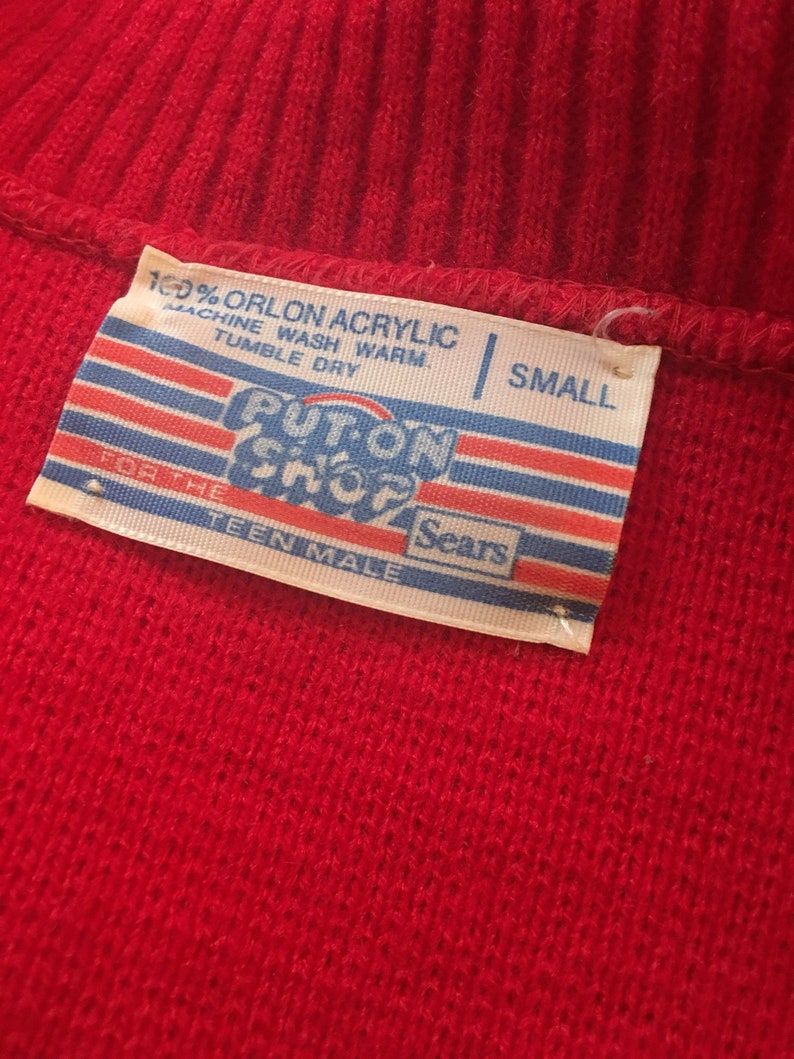 100% ORLON ACRYLIC
MACHINE WASH WARM
TUMBLE DRY
SMALL
PUT-ON
SHOP
Sears
FOR THE
TEEN MALE